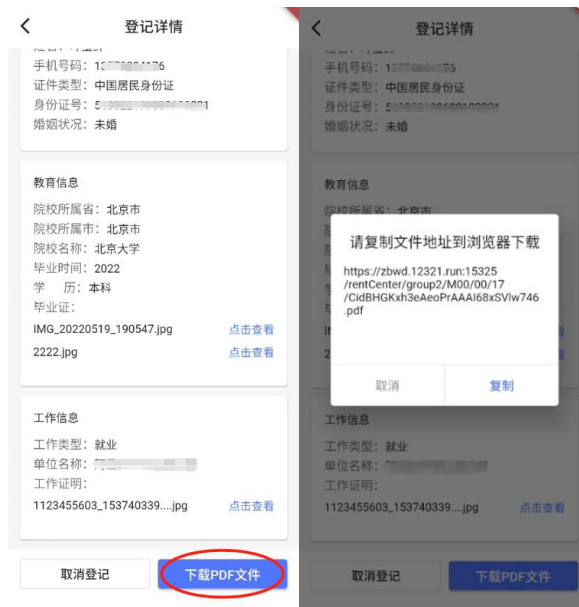 登记详情
手机号码：
证件类型：中国居民身份证
身份证号：
婚姻状况：未婚
教育信息
院校所属省：北京市
院校所属市：北京市
院校名称：北京大学
毕业时间：2022
学 历：本科
毕业证：
IMG_20220519_190547.jpg 点击查看
2222.jpg 点击查看
工作信息
工作类型：就业
单位名称：
工作证明：
1123455603_153740339....jpg 点击查看
取消登记 下载PDF文件
登记详情
手机号码：
证件类型：中国居民身份证
身份证号：
婚姻状况：未婚
教育信息
院校所属省：北京市
请复制文件地址到浏览器下载
https://zbwd.12321.run:15325
/rentCenter/group2/M00/00/17
/CidBHGKxh3eAeoPrAAAI68xSVlw746
.pdf
取消 复制
工作信息
工作类型：就业
单位名称：
工作证明：
1123455603_153740339....jpg 点击查看
取消登记 下载PDF文件